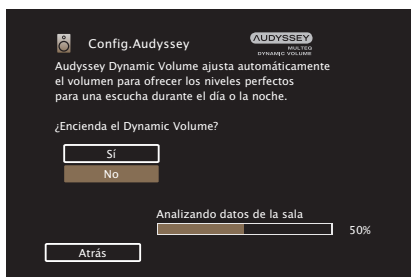 Config.Audyssey
AUDYSSEY
MULTEQ
DYNAMIC VOLUME
Audyssey Dynamic Volume ajusta automáticamente
el volumen para ofrecer los niveles perfectos
para una escucha durante el día o la noche.
¿Encienda el Dynamic Volume?
Sí
No
Analizando datos de la sala
50%
Atrás